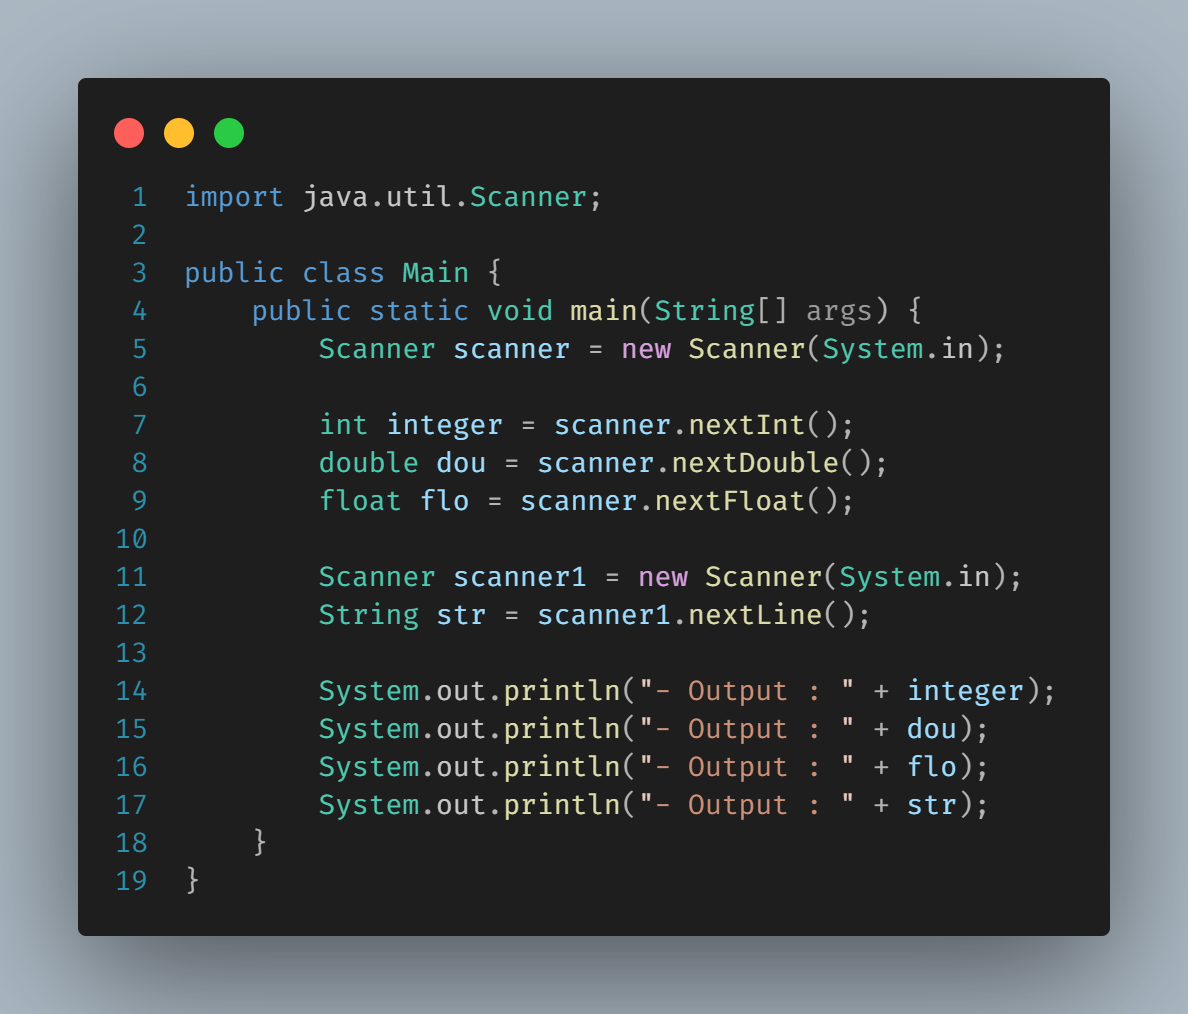 1 import java.util.Scanner;
2
3 public class Main {
4     public static void main(String[] args) {
5         Scanner scanner = new Scanner(System.in);
6
7         int integer = scanner.nextInt();
8         double dou = scanner.nextDouble();
9         float flo = scanner.nextFloat();
10
11         Scanner scanner1 = new Scanner(System.in);
12         String str = scanner1.nextLine();
13
14         System.out.println("- Output : " + integer);
15         System.out.println("- Output : " + dou);
16         System.out.println("- Output : " + flo);
17         System.out.println("- Output : " + str);
18     }
19 }